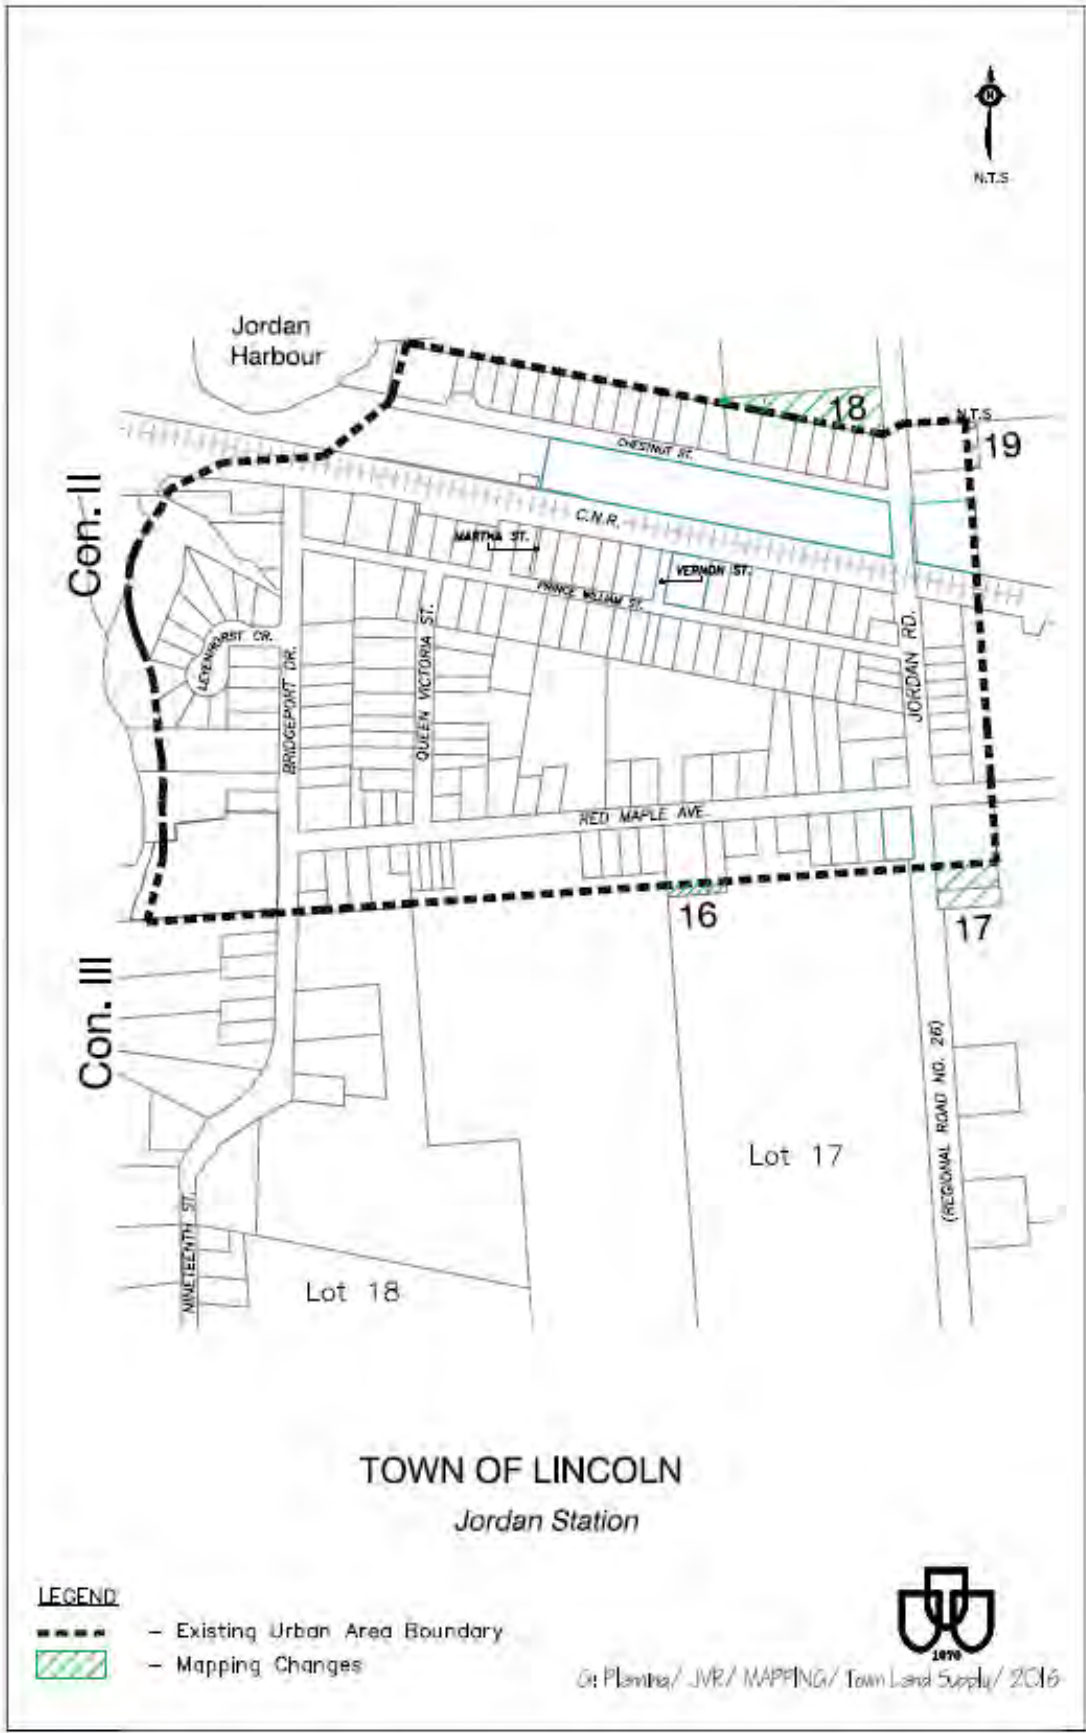 N
N.T.S
Jordan
Harbour
18
N.T.S
19
CHESTNUT ST.
Con. II
C.N.R.
MARTHA ST.
VERNON ST.
PRINCE WILLIAM ST.
LEYENHORST CR.
BRIDGEPORT DR.
QUEEN VICTORIA ST.
JORDAN RD.
RED MAPLE AVE.
16
17
Con. III
(REGIONAL ROAD NO. 26)
Lot 17
NINETEENTH ST.
Lot 18
TOWN OF LINCOLN
Jordan Station
LEGEND
- Existing Urban Area Boundary
- Mapping Changes
1970
G: Planning/ JVR/ MAPPING/ Town Land Supply/ 2016